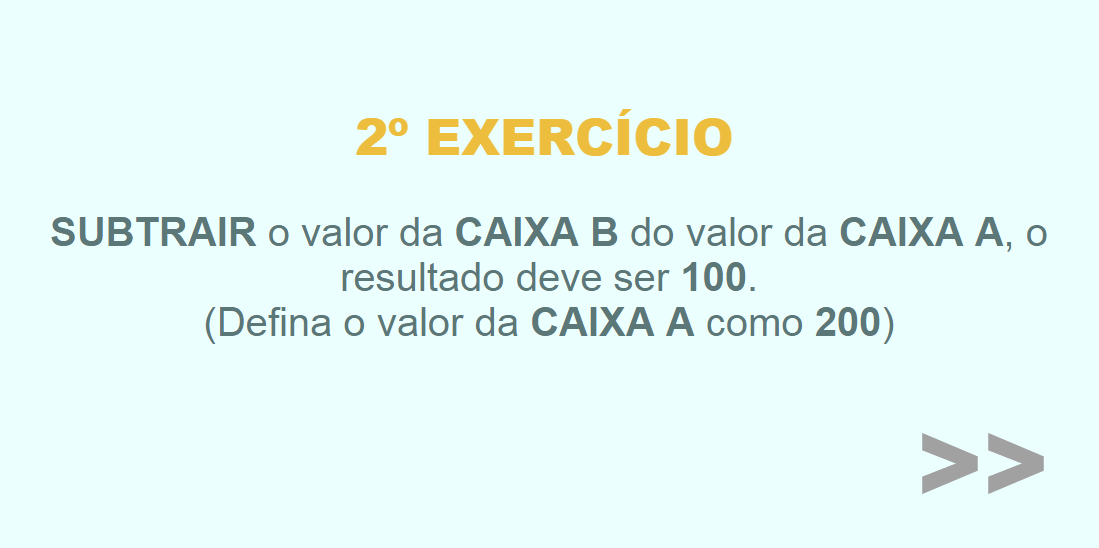 2º EXERCÍCIO
SUBTRAIR o valor da CAIXA B do valor da CAIXA A, o
resultado deve ser 100.
(Defina o valor da CAIXA A como 200)
>>